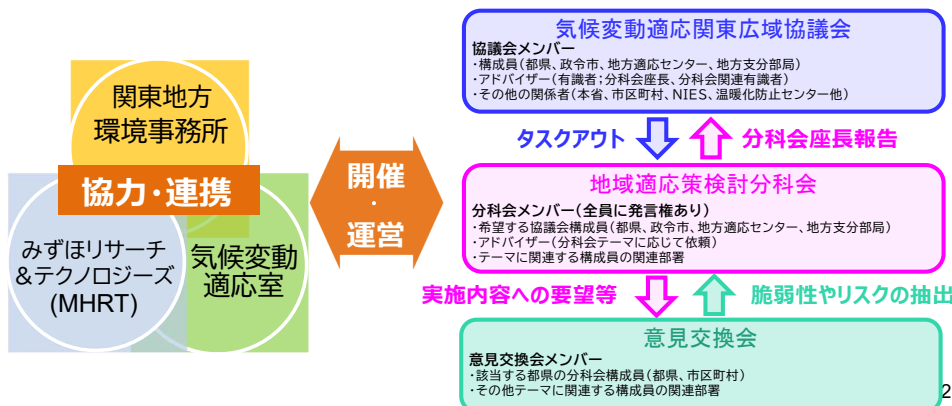 関東地方
環境事務所
協力・連携
みずほリサーチ
&テクノロジーズ
(MHRT)
気候変動
適応室
開催
・
運営
気候変動適応関東広域協議会
協議会メンバー
・構成員(都県、政令市、地方適応センター、地方支分部局)
・アドバイザー(有識者;分科会座長、分科会関連有識者)
・その他の関係者(本省、市区町村、NIES、温暖化防止センター他)
タスクアウト
分科会座長報告
地域適応策検討分科会
分科会メンバー(全員に発言権あり)
・希望する協議会構成員(都県、政令市、地方適応センター、地方支分部局)
・アドバイザー(分科会テーマに応じて依頼)
・テーマに関連する構成員の関連部署
実施内容への要望等
脆弱性やリスクの抽出
意見交換会
意見交換会メンバー
・該当する都県の分科会構成員(都県、市区町村)
・その他テーマに関連する構成員の関連部署
2